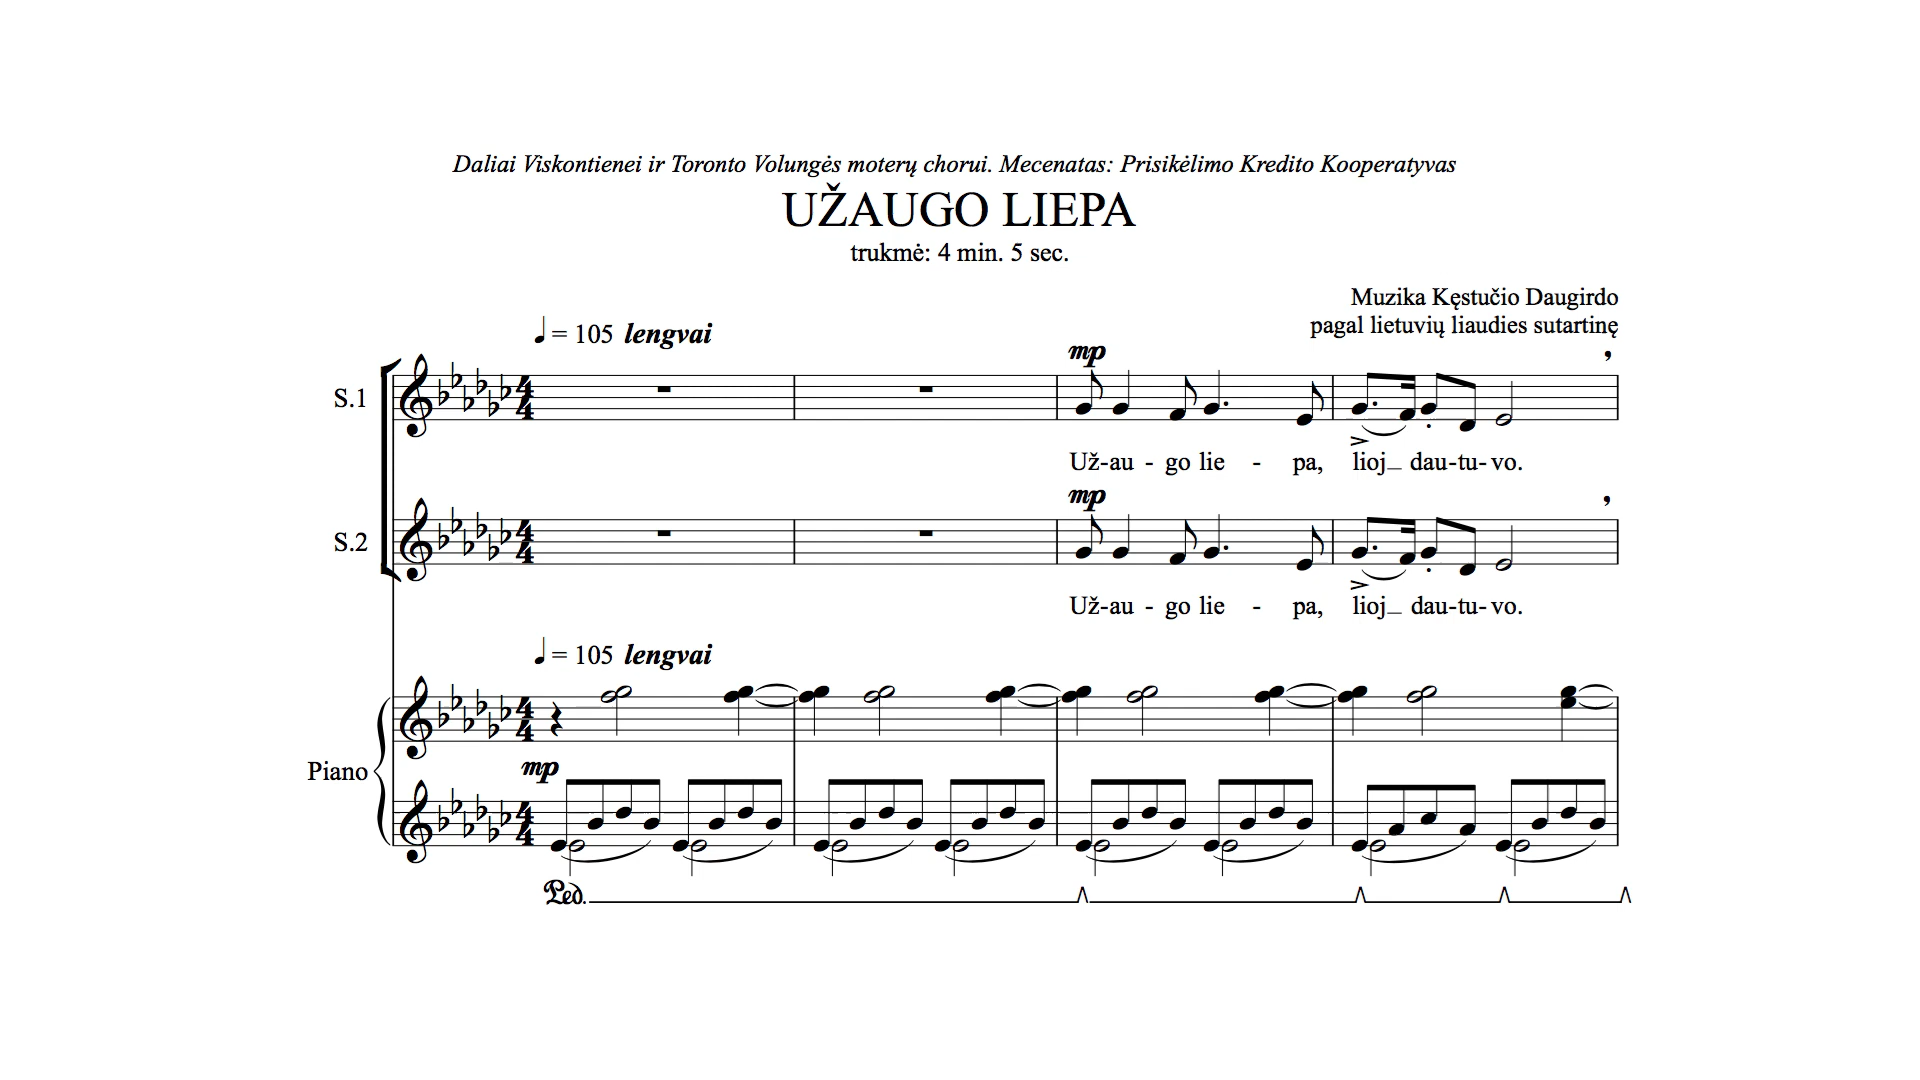 Daliai Viskontienei ir Toronto Volungės moterų chorui. Mecenatas: Prisikėlimo Kredito Kooperatyvas
UŽAUGO LIEPA
trukmė: 4 min. 5 sec.
Muzika Kęstučio Daugirdo
pagal lietuvių liaudies sutartinę
♩ = 105 lengvai
mp
S.1
Už-au - go lie - pa, lioj_ dau-tu-vo.
mp
S.2
Už-au - go lie - pa, lioj_ dau-tu-vo.
♩ = 105 lengvai
Piano
mp
Ped.